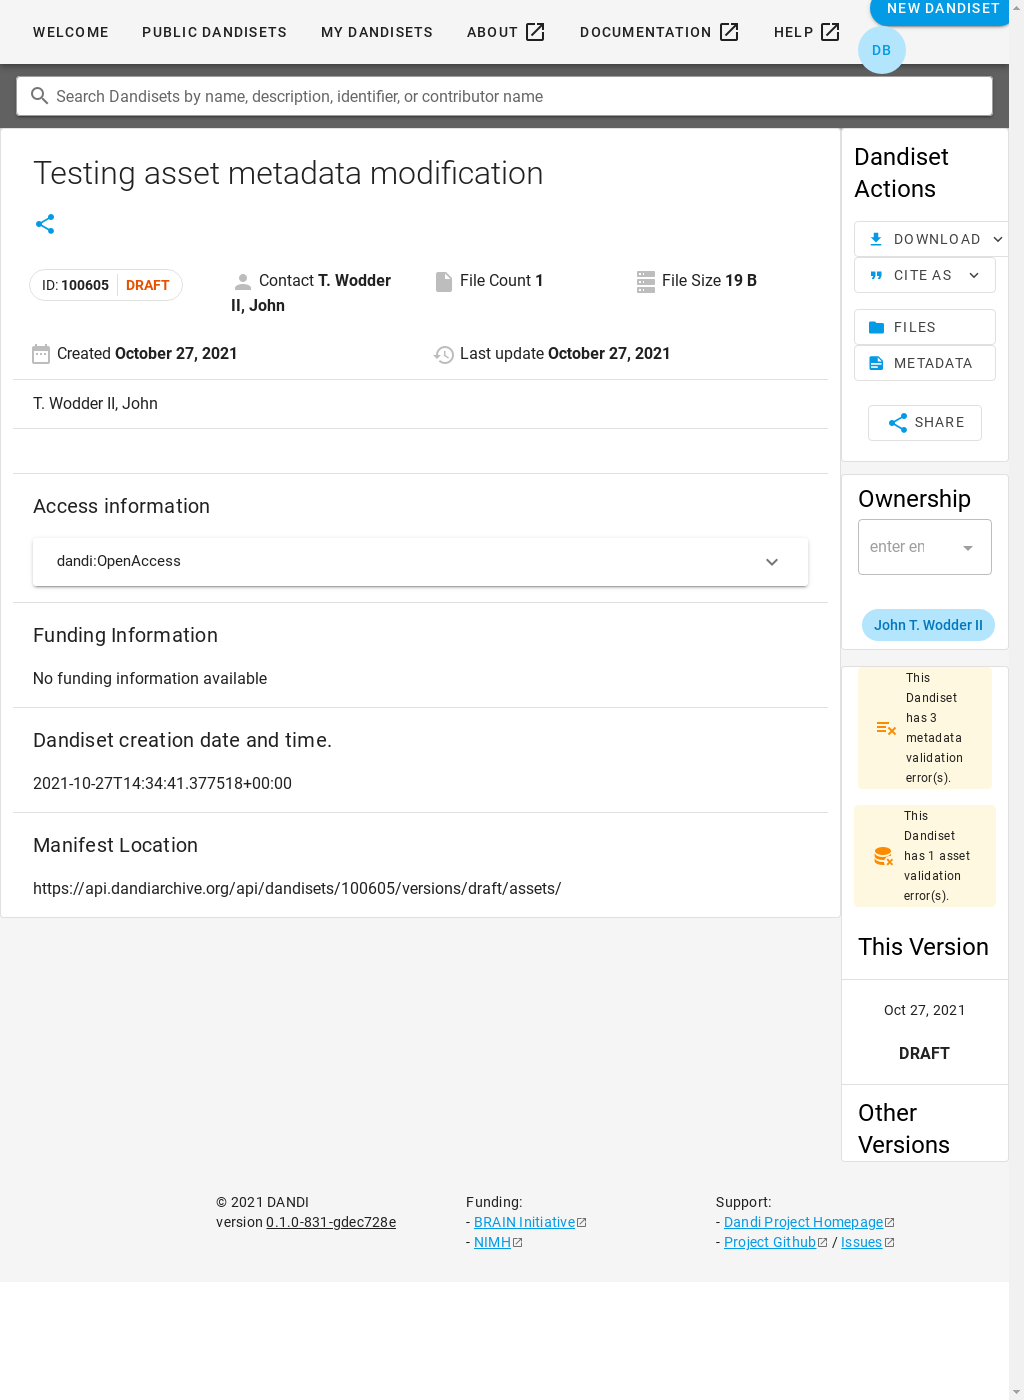 WELCOME
PUBLIC DANDISETS
MY DANDISETS
ABOUT
DOCUMENTATION
HELP
NEW DANDISET
DB
Search Dandisets by name, description, identifier, or contributor name
Testing asset metadata modification
ID: 100605 DRAFT
Contact T. Wodder
II, John
File Count 1
File Size 19 B
Created October 27, 2021
Last update October 27, 2021
T. Wodder II, John
Access information
dandi:OpenAccess
Funding Information
No funding information available
Dandiset creation date and time.
2021-10-27T14:34:41.377518+00:00
Manifest Location
https://api.dandiarchive.org/api/dandisets/100605/versions/draft/assets/
Dandiset
Actions
DOWNLOAD
CITE AS
FILES
METADATA
SHARE
Ownership
enter en
John T. Wodder II
This
Dandiset
has 3
metadata
validation
error(s).
This
Dandiset
has 1 asset
validation
error(s).
This Version
Oct 27, 2021
DRAFT
Other
Versions
© 2021 DANDI
version 0.1.0-831-gdec728e
Funding:
- BRAIN Initiative
- NIMH
Support:
- Dandi Project Homepage
- Project Github / Issues